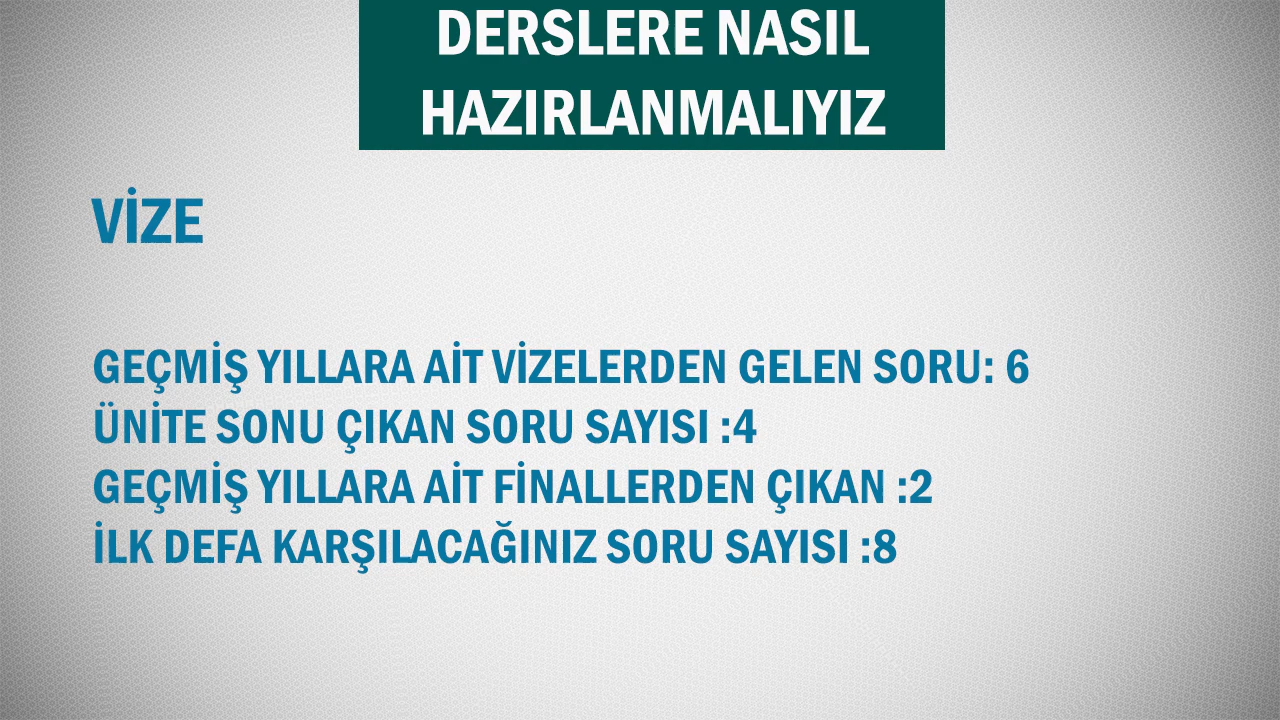 DERSLERE NASIL
HAZIRLANMALIYIZ
VİZE
GEÇMİŞ YILLARA AİT VİZELERDEN GELEN SORU: 6
ÜNİTE SONU ÇIKAN SORU SAYISI :4
GEÇMİŞ YILLARA AİT FİNALLERDEN ÇIKAN :2
İLK DEFA KARŞILACAĞINIZ SORU SAYISI :8